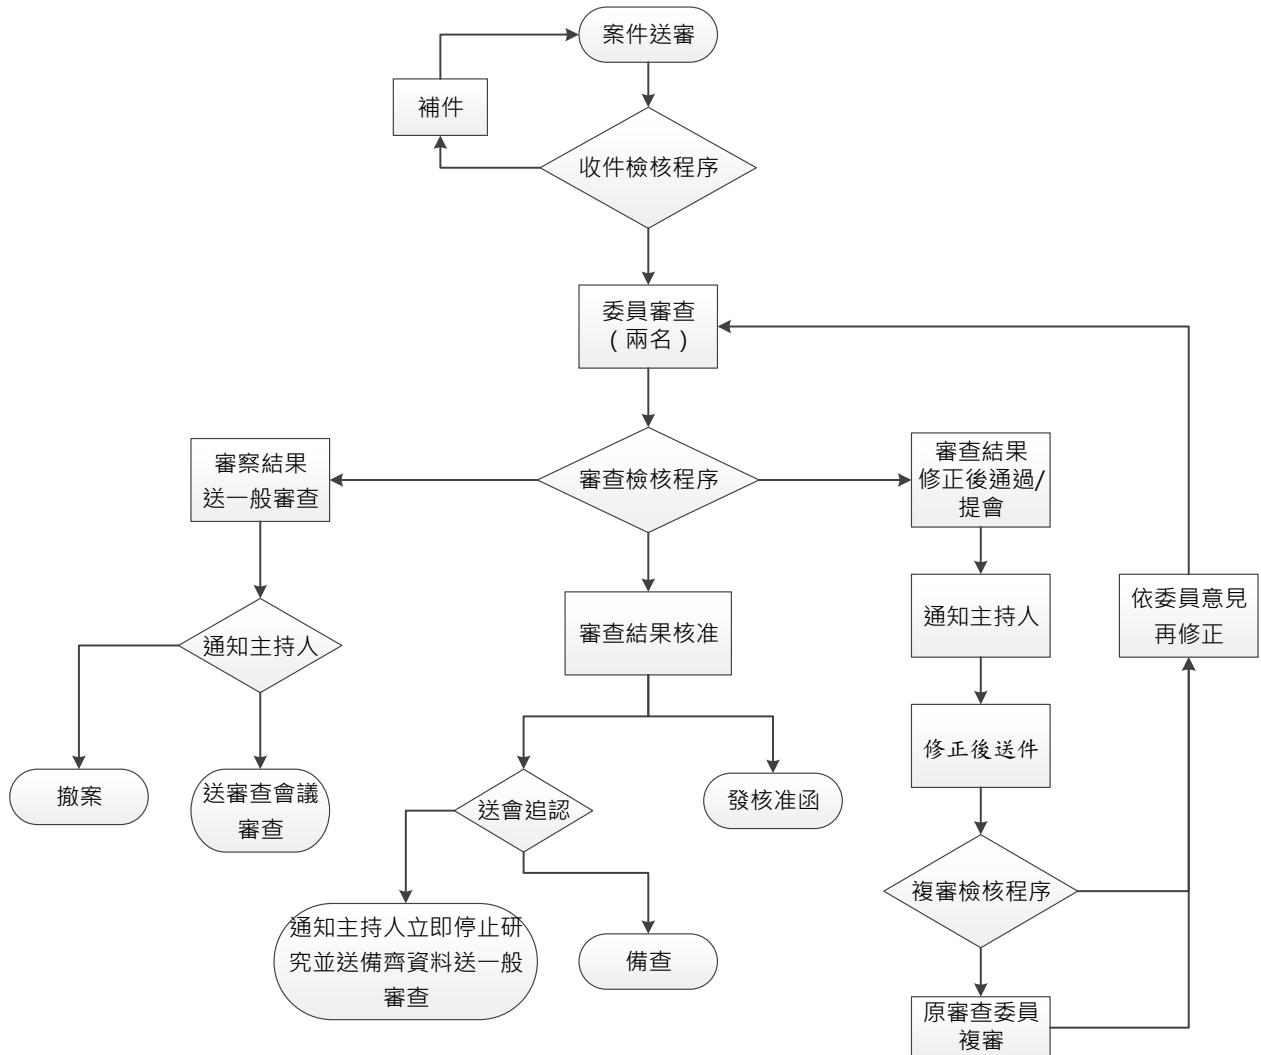 案件送審
補件
收件檢核程序
委員審查
(兩名)
審察結果
送一般審查
審查檢核程序
審查結果
修正後通過/
提會
通知主持人
審查結果核准
通知主持人
依委員意見
再修正
修正後送件
撤案
送審查會議
審查
送會追認
發核准函
複審檢核程序
通知主持人立即停止研
究並送備齊資料送一般
審查
備查
原審查委員
複審